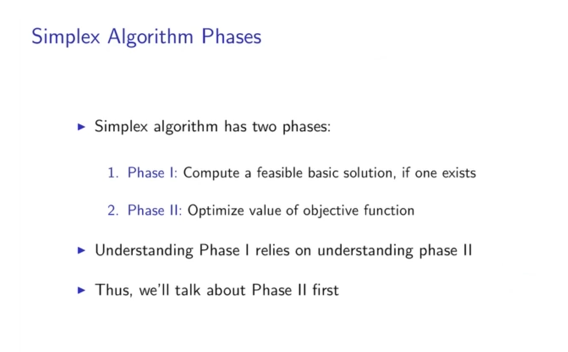 Simplex Algorithm Phases
▶ Simplex algorithm has two phases:
1. Phase I: Compute a feasible basic solution, if one exists
2. Phase II: Optimize value of objective function
▶ Understanding Phase I relies on understanding phase II
▶ Thus, we'll talk about Phase II first